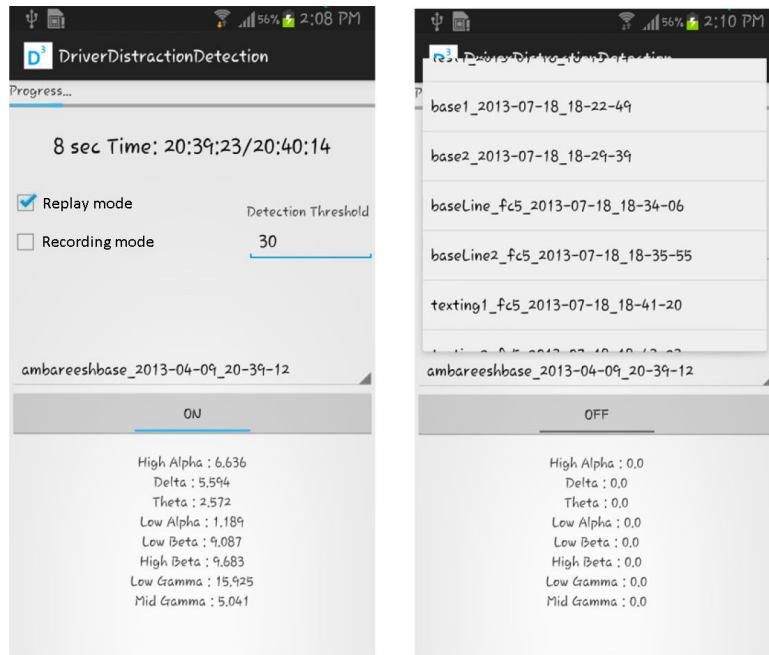 56% 2:08 PM
D3 DriverDistractionDetection
Progress...
8 sec Time: 20:39:23/20:40:14
Replay mode
Detection Threshold
Recording mode
30
ambareeshbase_2013-04-09_20-39-12
ON
High Alpha : 6.636
Delta : 5.594
Theta : 2.572
Low Alpha : 1.189
Low Beta : 9.087
High Beta : 9.683
Low Gamma : 15.925
Mid Gamma : 5.041
56% 2:10 PM
D3 DriverDistractionDetection
base1_2013-07-18_18-22-49
base2_2013-07-18_18-29-39
baseLine_fc5_2013-07-18_18-34-06
baseLine2_fc5_2013-07-18_18-35-55
texting1_fc5_2013-07-18_18-41-20
ambareeshbase_2013-04-09_20-39-12
OFF
High Alpha : 0.0
Delta : 0.0
Theta : 0.0
Low Alpha : 0.0
Low Beta : 0.0
High Beta : 0.0
Low Gamma : 0.0
Mid Gamma : 0.0